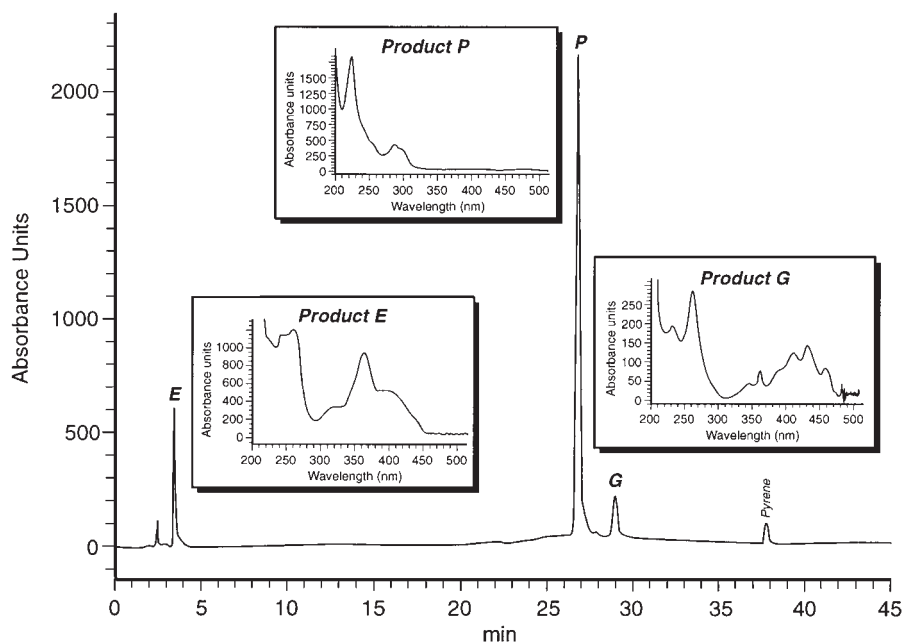 Product P
Absorbance units
1500
1250
1000
750
500
250
0
200 250 300 350 400 450 500
Wavelength (nm)
P
Product E
Absorbance units
1000
800
600
400
200
0
200 250 300 350 400 450 500
Wavelength (nm)
E
Product G
Absorbance units
250
200
150
100
50
0
200 250 300 350 400 450 500
Wavelength (nm)
G
Pyrene
Absorbance Units
2000
1500
1000
500
0
0 5 10 15 20 25 30 35 40 45
min